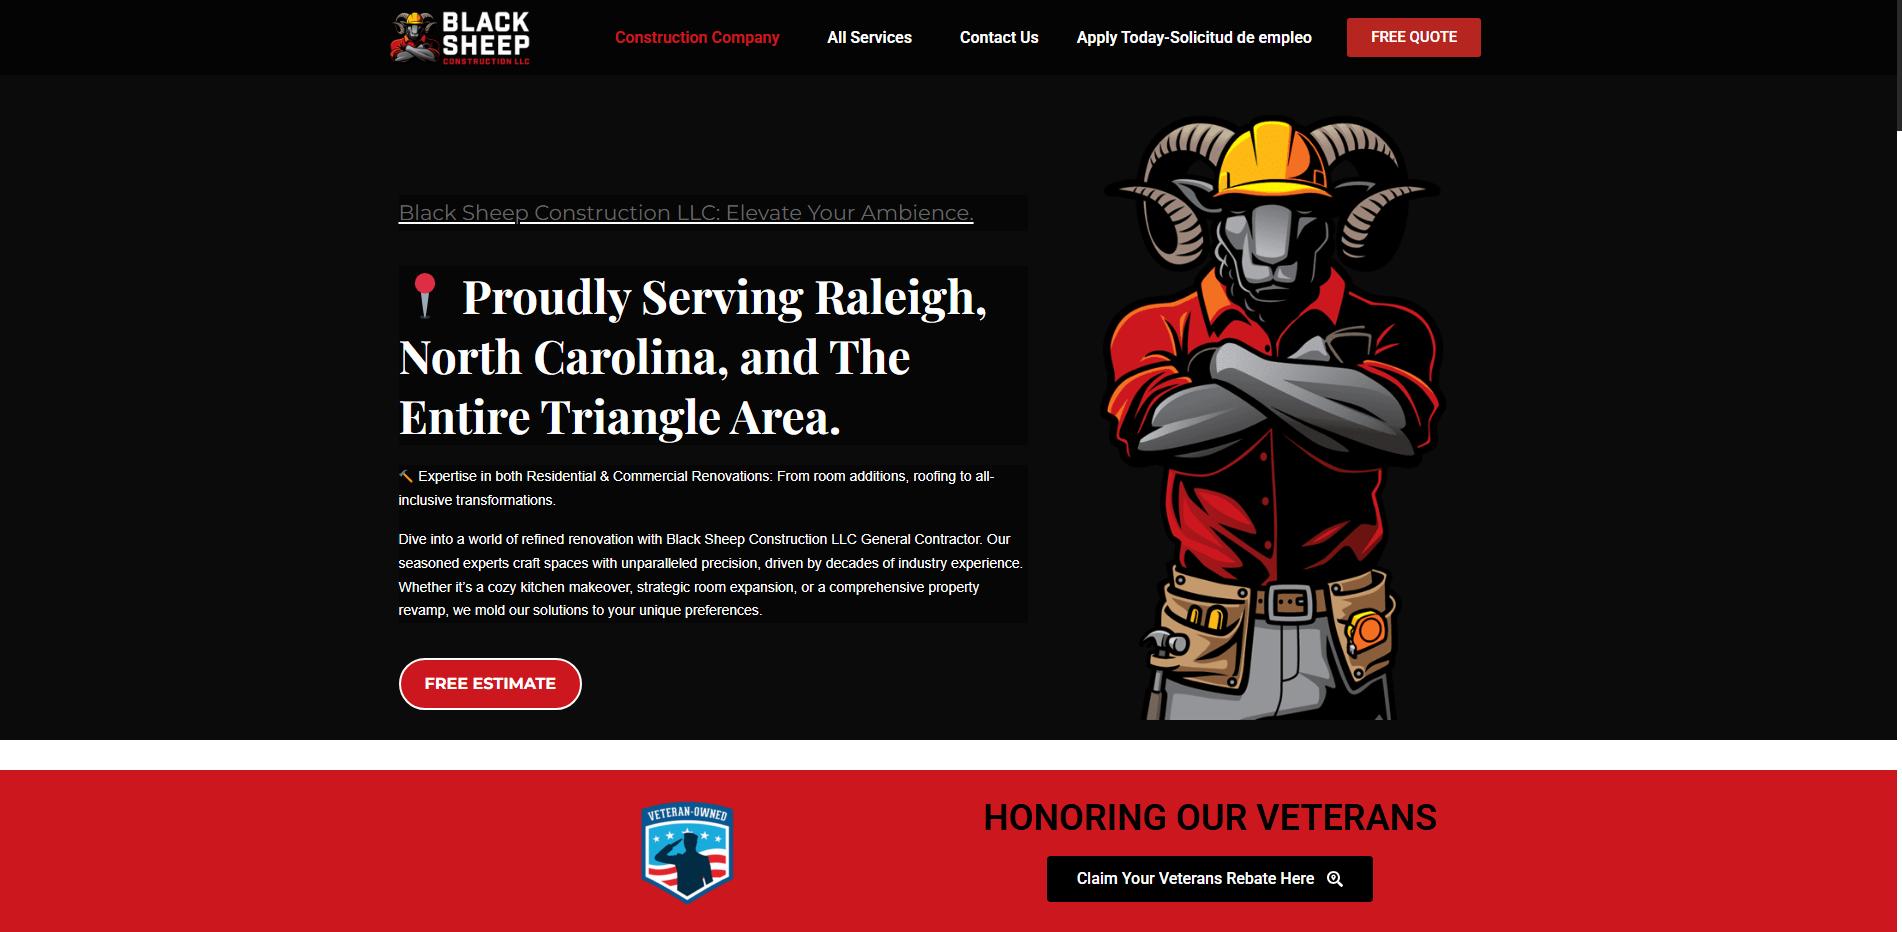 BLACK
SHEEP
CONSTRUCTION LLC
Construction Company
All Services
Contact Us
Apply Today-Solicitud de empleo
FREE QUOTE
Black Sheep Construction LLC: Elevate Your Ambience.
📍 Proudly Serving Raleigh,
North Carolina, and The
Entire Triangle Area.
🔨 Expertise in both Residential & Commercial Renovations: From room additions, roofing to all-
inclusive transformations.
Dive into a world of refined renovation with Black Sheep Construction LLC General Contractor. Our
seasoned experts craft spaces with unparalleled precision, driven by decades of industry experience.
Whether it’s a cozy kitchen makeover, strategic room expansion, or a comprehensive property
revamp, we mold our solutions to your unique preferences.
FREE ESTIMATE
VETERAN-OWNED
HONORING OUR VETERANS
Claim Your Veterans Rebate Here